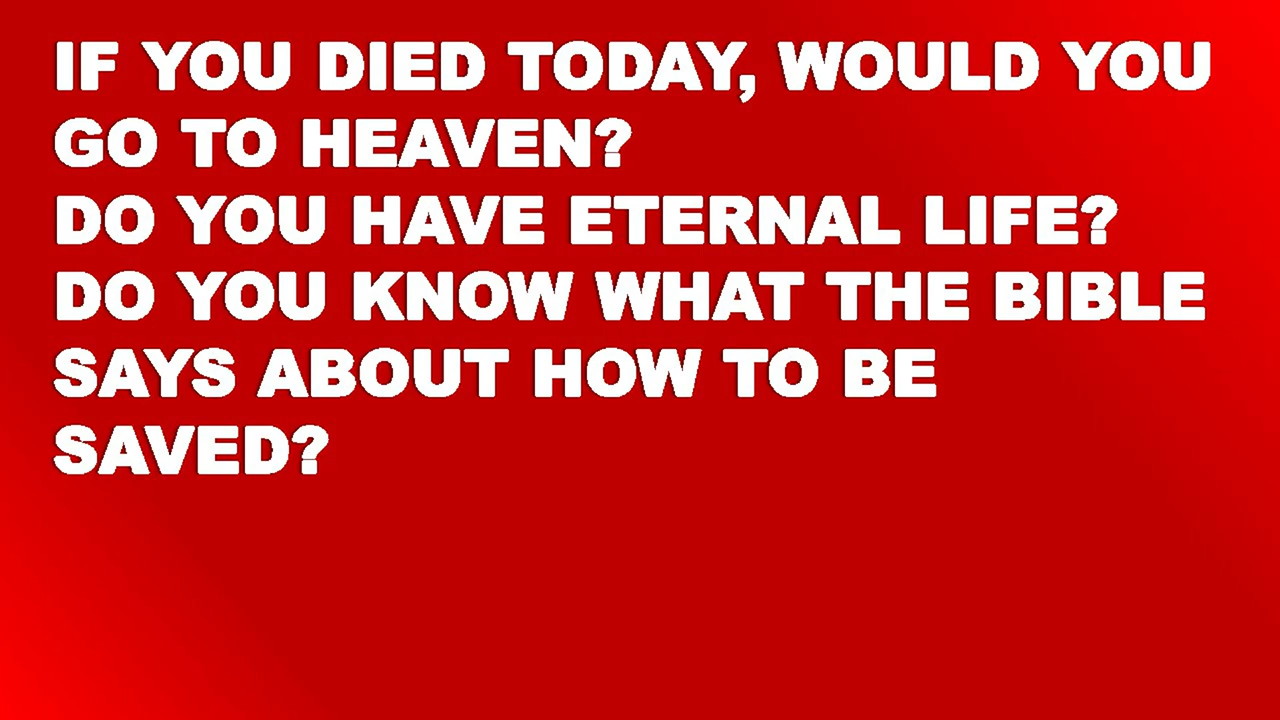 IF YOU DIED TODAY, WOULD YOU
GO TO HEAVEN?
DO YOU HAVE ETERNAL LIFE?
DO YOU KNOW WHAT THE BIBLE
SAYS ABOUT HOW TO BE
SAVED?